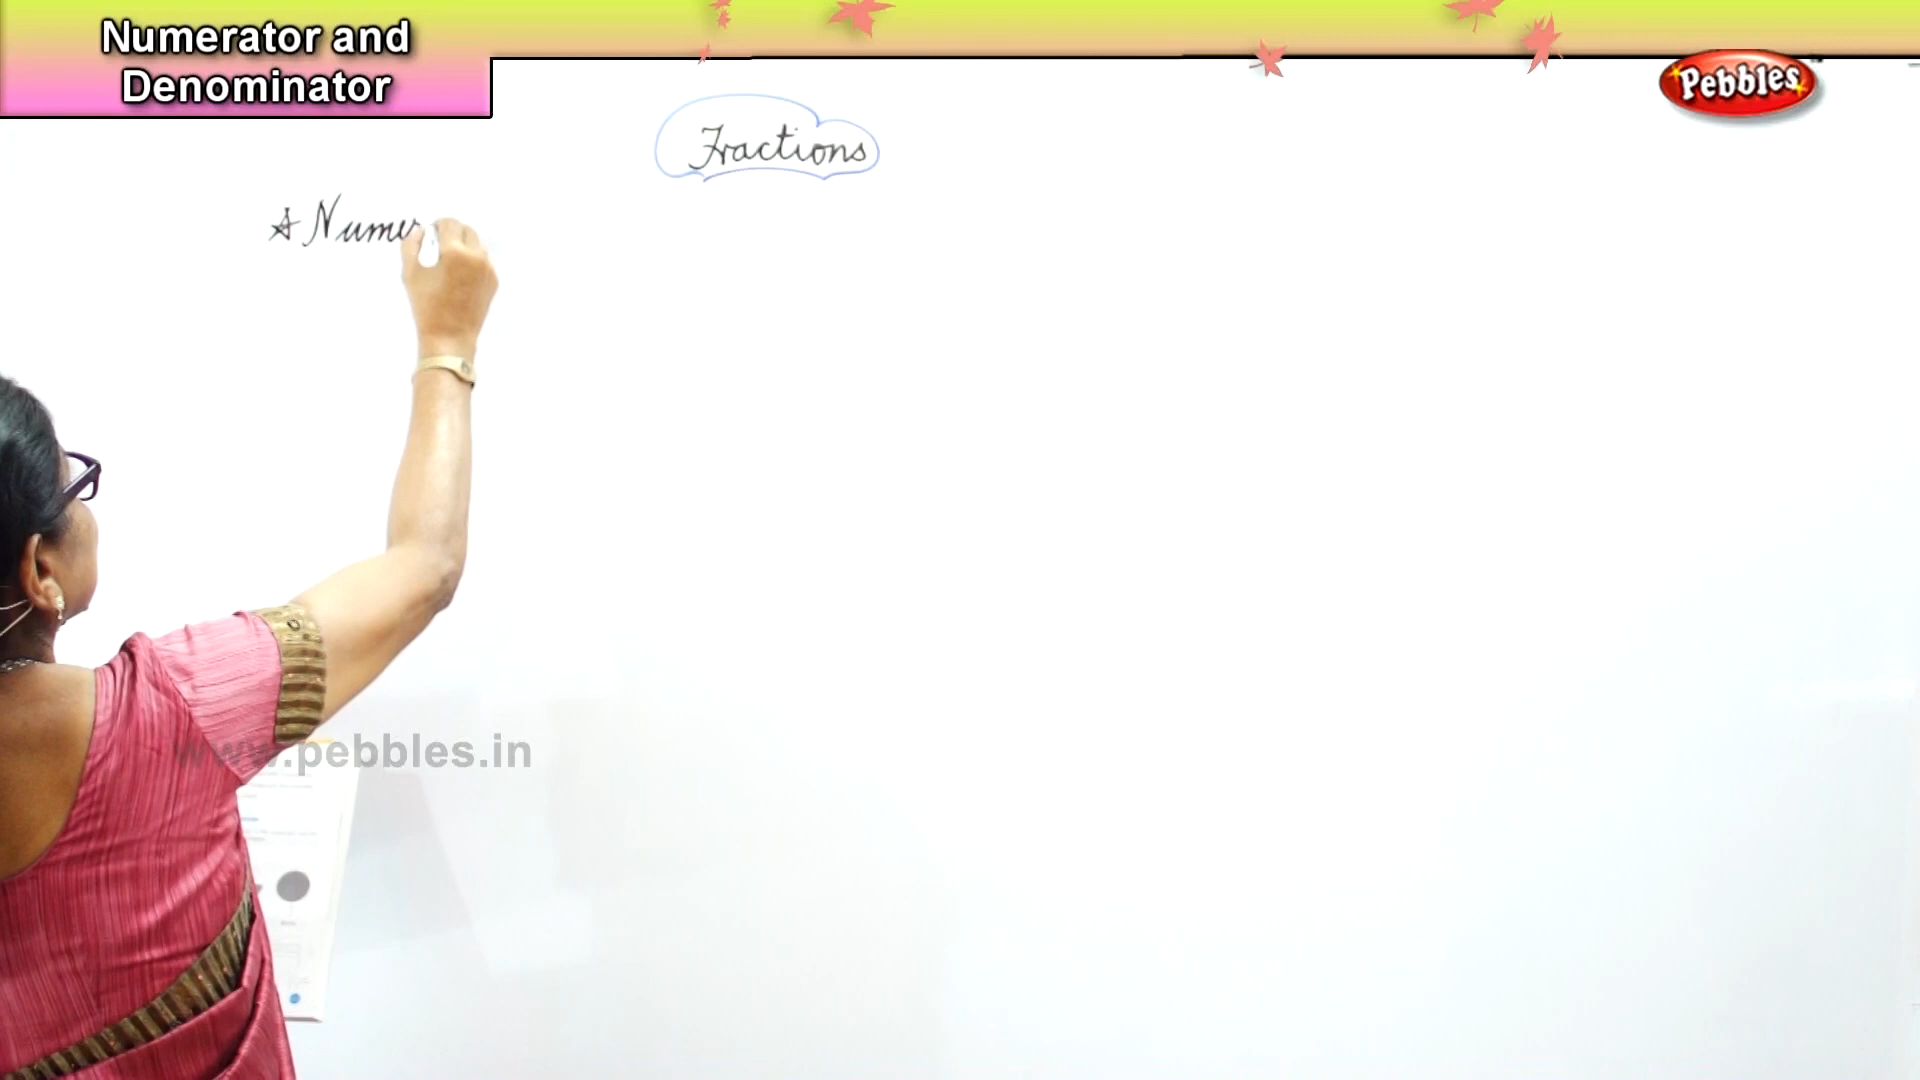 Numerator and
Denominator
Pebbles
Fractions
☆ Numer
www.pebbles.in